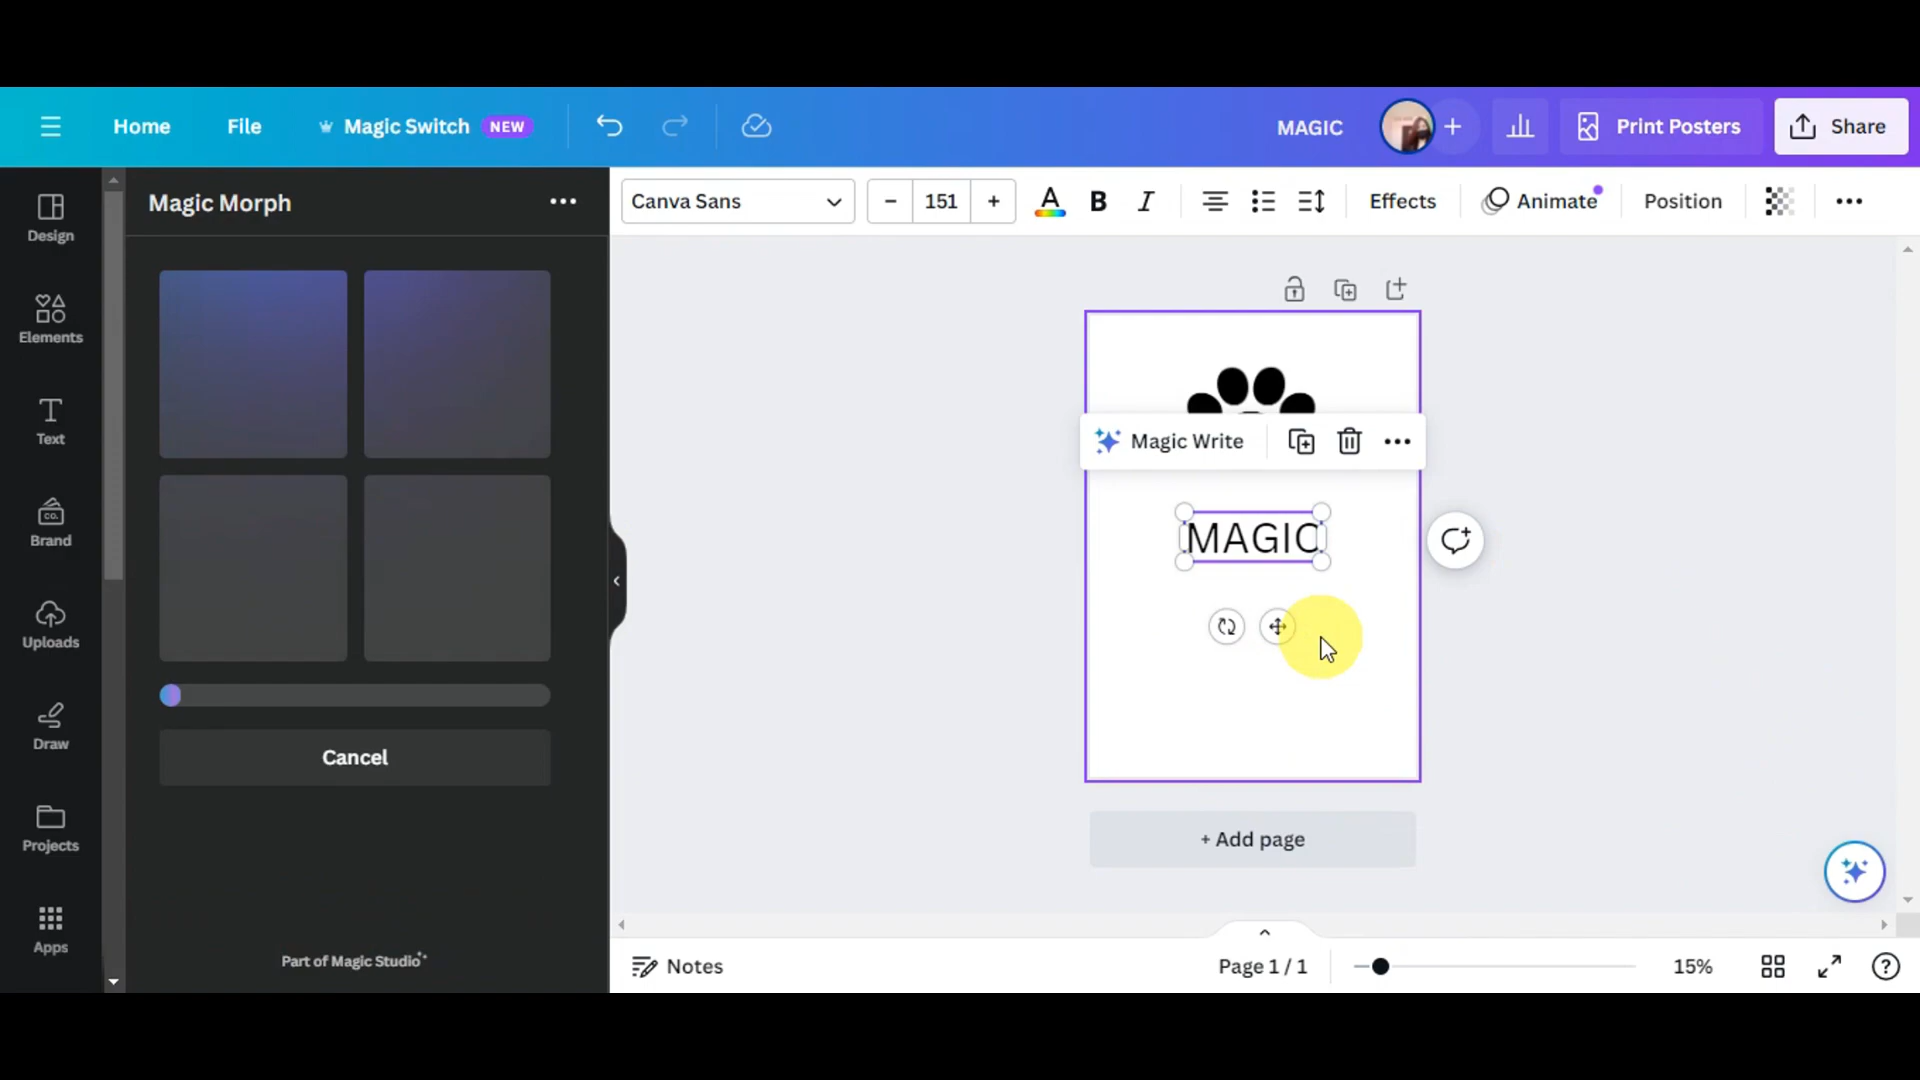 Home
File
Magic Switch NEW
MAGIC
Print Posters
Share
Magic Morph
Canva Sans
151
A
B
I
Effects
Animate
Position
Design
Elements
T
Text
CO.
Brand
Uploads
Draw
Projects
Apps
Cancel
Part of Magic Studio
Magic Write
MAGIC
+ Add page
Notes
Page 1 / 1
15%
?